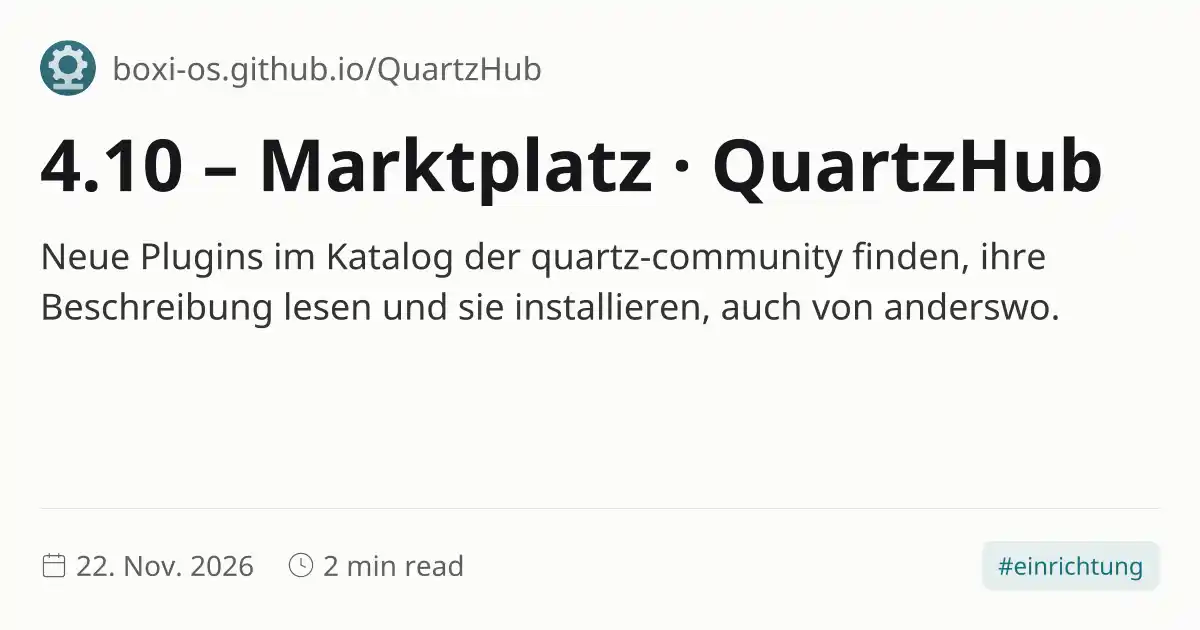 boxi-os.github.io/QuartzHub
4.10 – Marktplatz · QuartzHub
Neue Plugins im Katalog der quartz-community finden, ihre
Beschreibung lesen und sie installieren, auch von anderswo.
22. Nov. 2026 2 min read #einrichtung